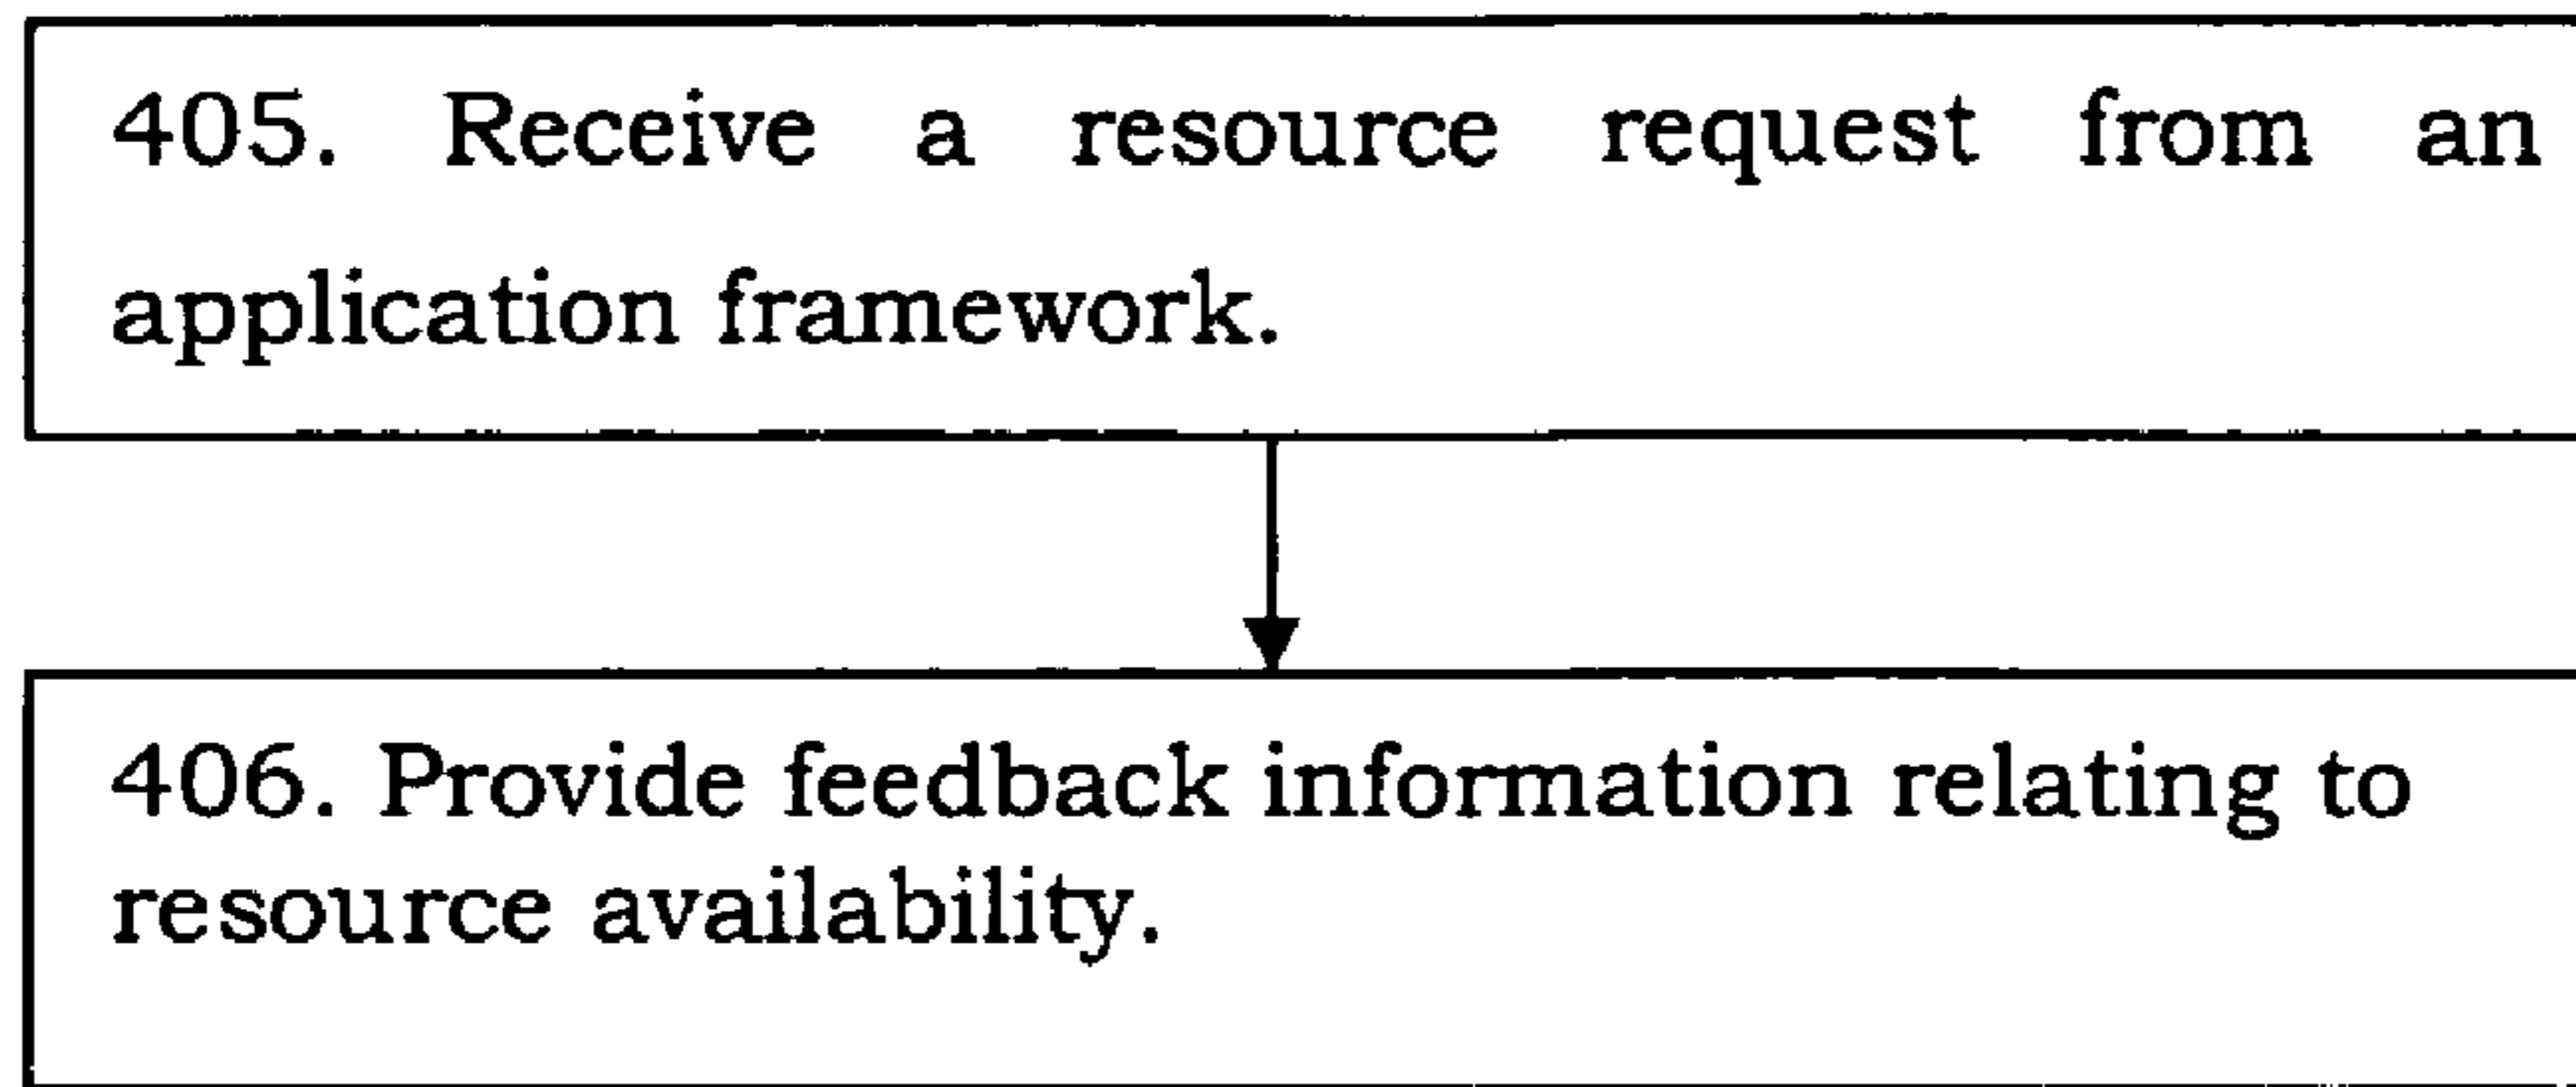 405. Receive a resource request from an
application framework.
406. Provide feedback information relating to
resource availability.